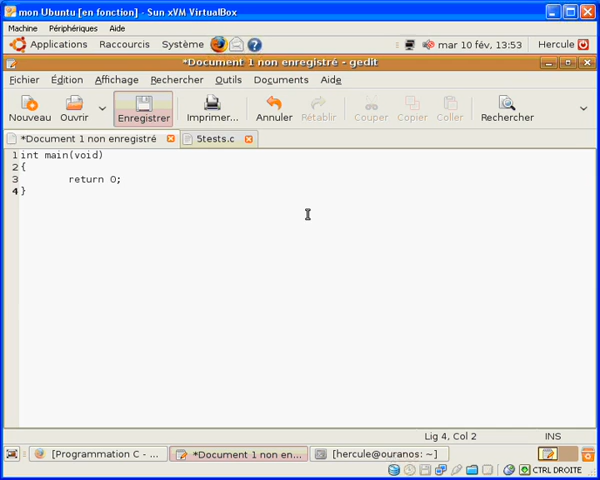 mon Ubuntu [en fonction] - Sun xVM VirtualBox
Machine Périphériques Aide
Applications Raccourcis Système mar 10 fév, 13:53 Hercule
*Document 1 non enregistré - gedit
Fichier Édition Affichage Rechercher Outils Documents Aide
Nouveau Ouvrir Enregistrer Imprimer... Annuler Rétablir Couper Copier Coller Rechercher
*Document 1 non enregistré 5tests.c
1 int main(void)
2 {
3 return 0;
4 }
Lig 4, Col 2 INS
[Programmation C - ... *Document 1 non en... [hercule@ouranos: ~]
CTRL DROITE